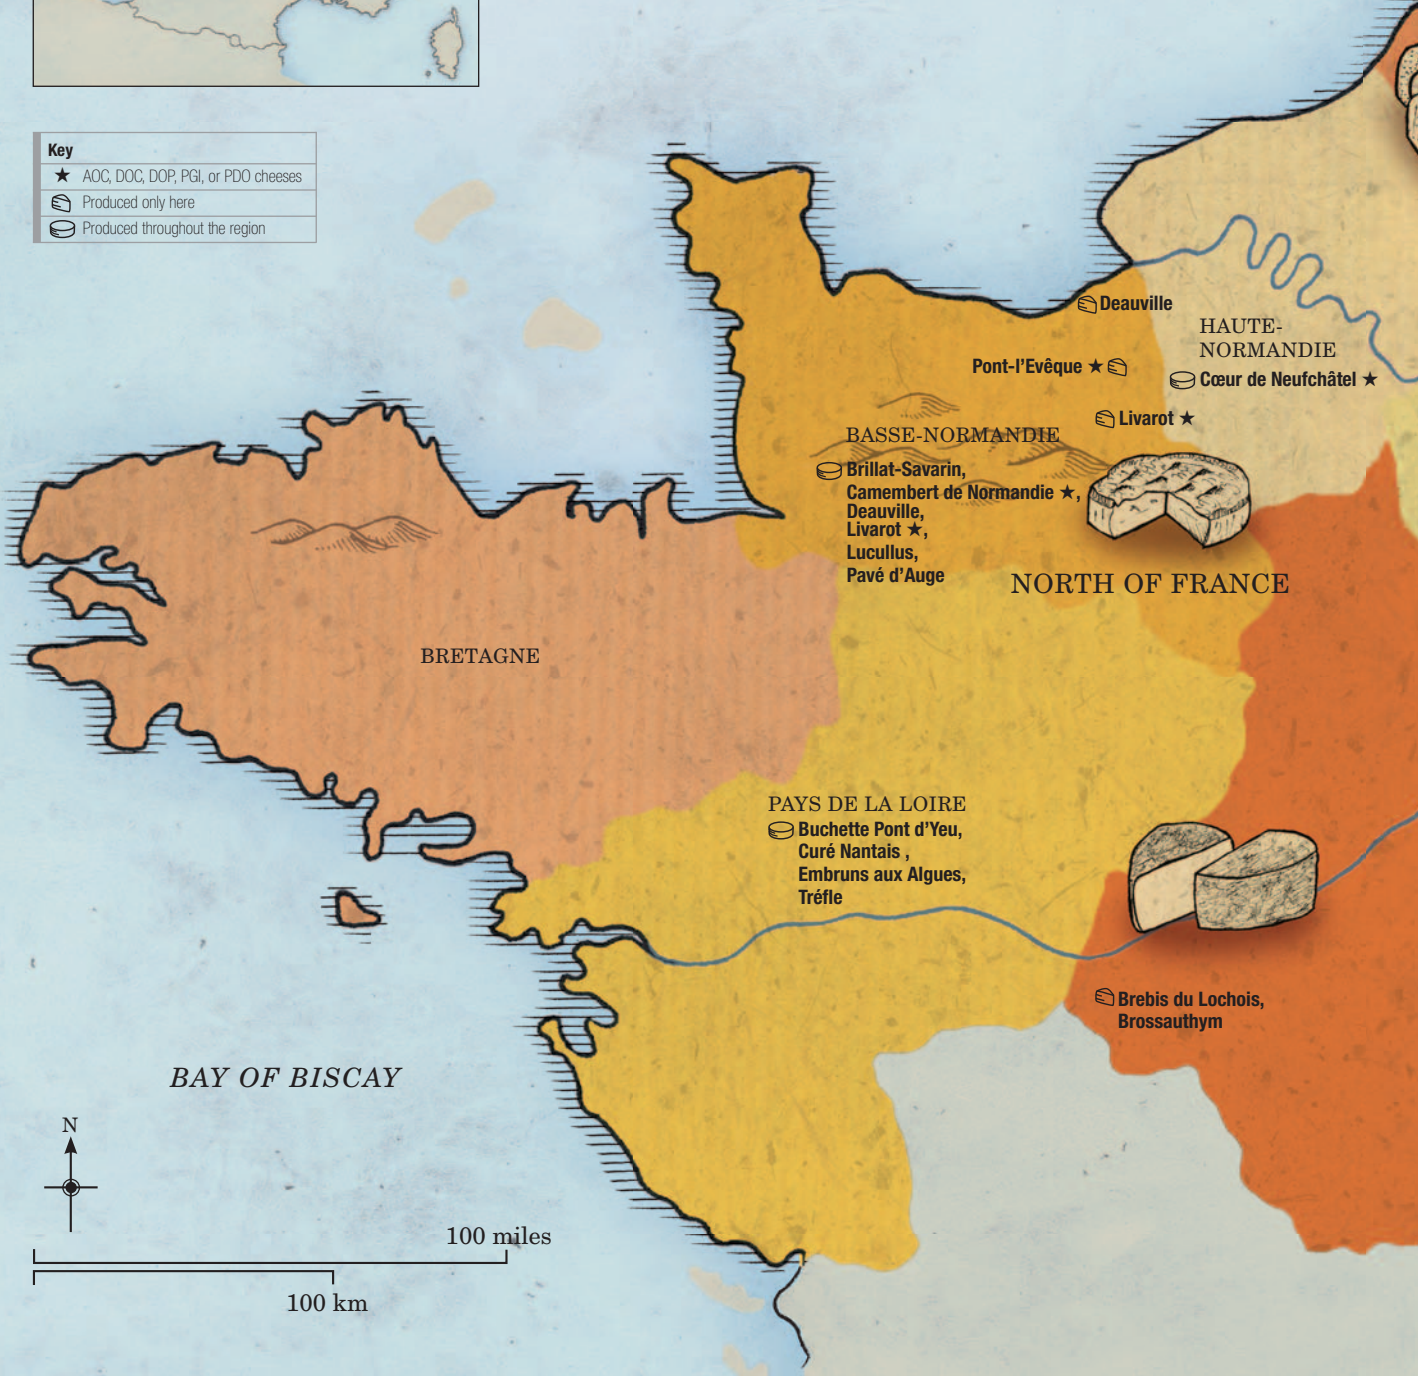 Key
★ AOC, DOC, DOP, PGI, or PDO cheeses
Produced only here
Produced throughout the region
Deauville
HAUTE-
NORMANDIE
Pont-l'Evêque ★
Cœur de Neufchâtel ★
Livarot ★
BASSE-NORMANDIE
Brillat-Savarin,
Camembert de Normandie ★,
Deauville,
Livarot ★,
Lucullus,
Pavé d'Auge
NORTH OF FRANCE
BRETAGNE
PAYS DE LA LOIRE
Buchette Pont d'Yeu,
Curé Nantais ,
Embruns aux Algues,
Tréfle
Brebis du Lochois,
Brossauthym
BAY OF BISCAY
N
100 miles
100 km